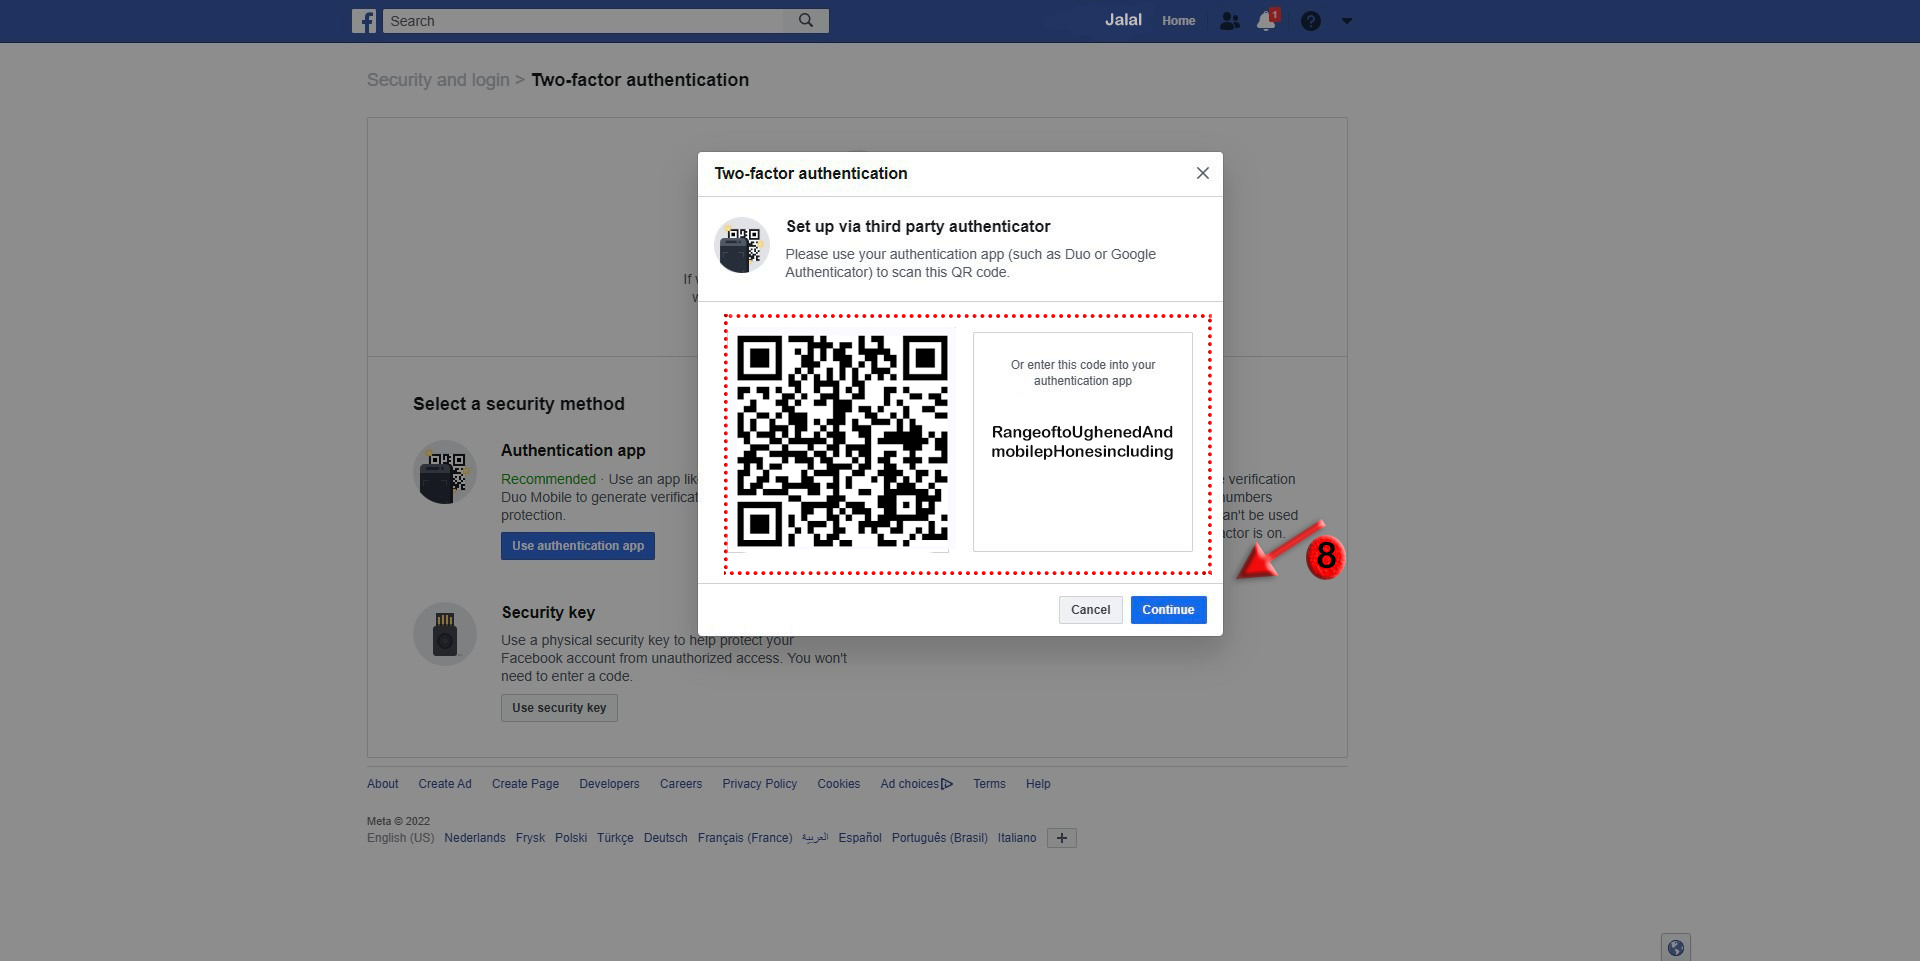 Search
Jalal Home 1
Security and login > Two-factor authentication
Two-factor authentication
Set up via third party authenticator
Please use your authentication app (such as Duo or Google
Authenticator) to scan this QR code.
If
Or enter this code into your
authentication app
RangeoftoUghenedAnd
mobilepHonesincluding
8
Cancel Continue
Select a security method
Authentication app
Recommended · Use an app
Duo Mobile to generate
protection.
Use authentication app
verification
numbers
can't be used
factor is on.
Security key
Use a physical security key to help protect your
Facebook account from unauthorized access. You won't
need to enter a code.
Use security key
About Create Ad Create Page Developers Careers Privacy Policy Cookies Ad choices Terms Help
Meta © 2022
English (US) Nederlands Frysk Polski Türkçe Deutsch Français (France) العربية Español Português (Brasil) Italiano +